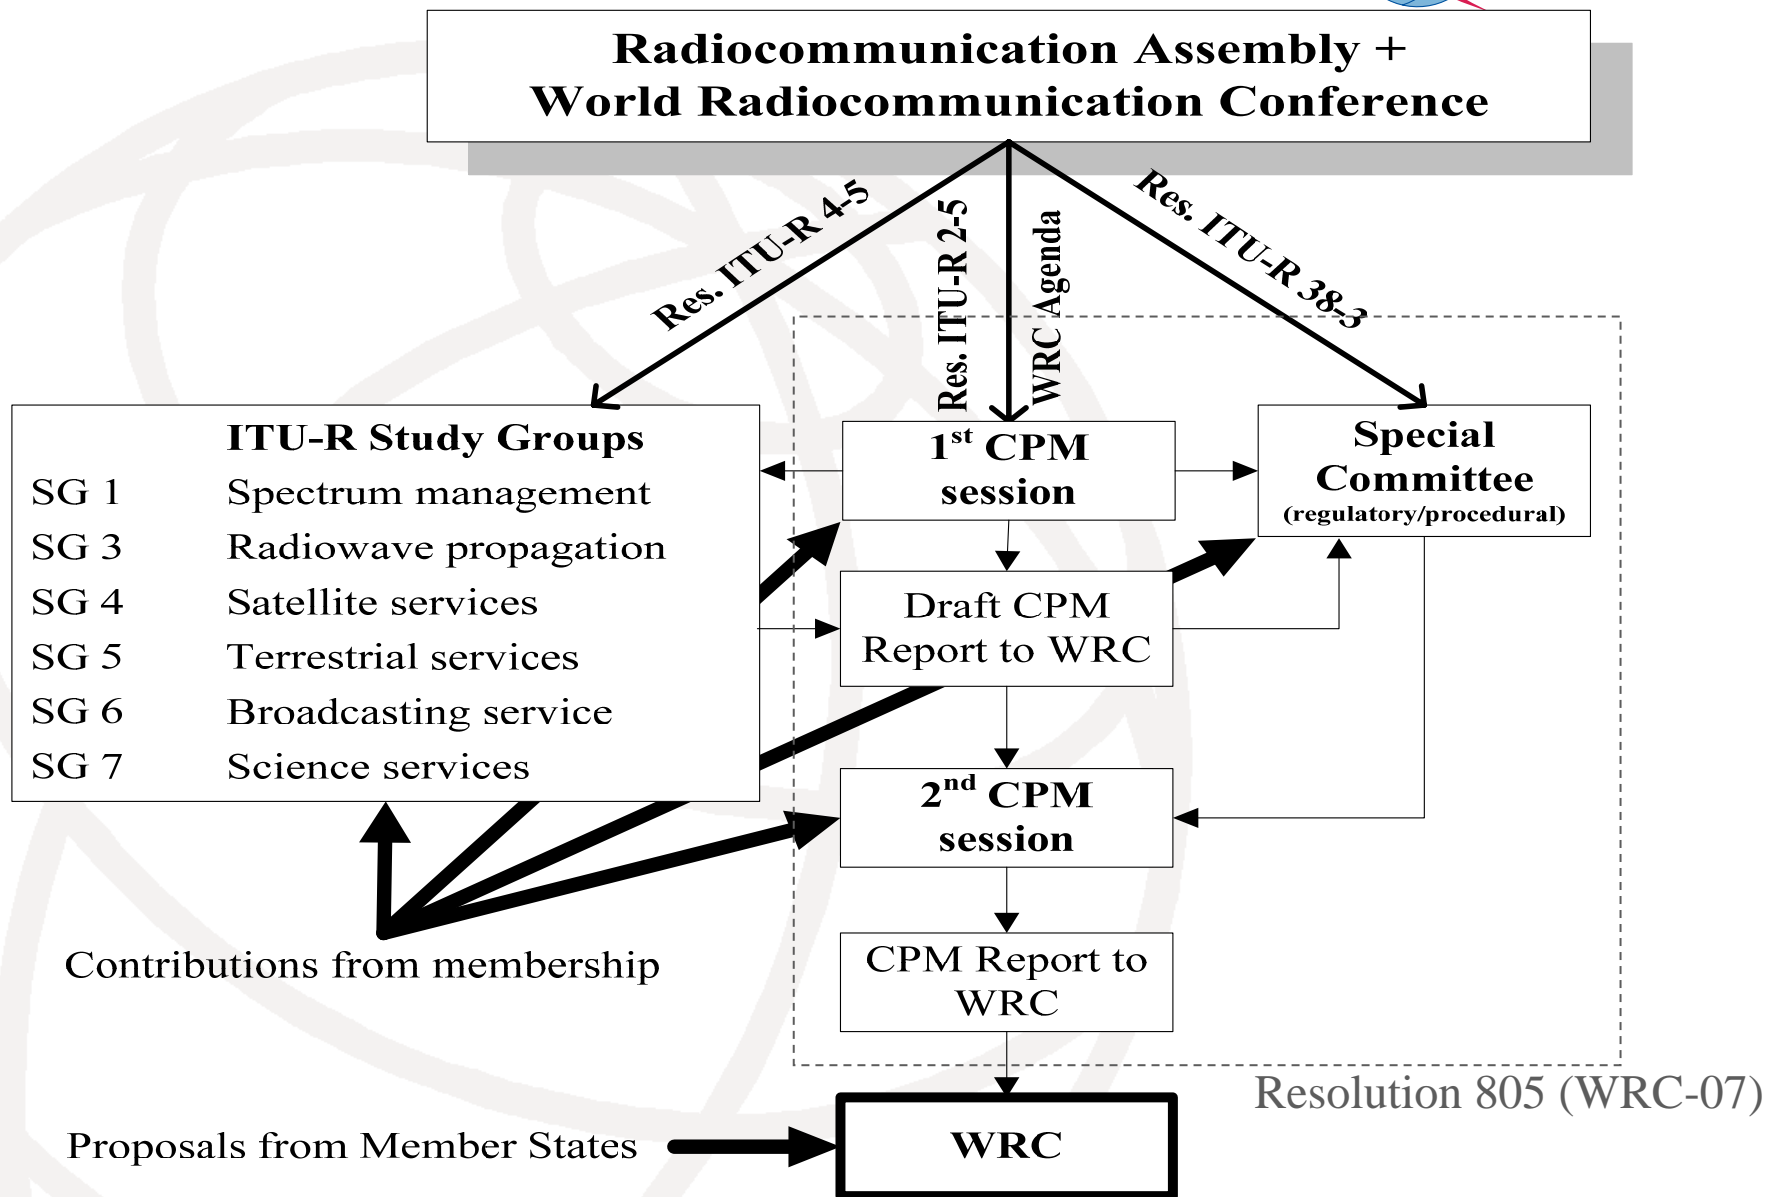 Radiocommunication Assembly +
World Radiocommunication Conference
Res. ITU-R 4-5
Res. ITU-R 2-5
WRC Agenda
Res. ITU-R 38-3
ITU-R Study Groups
SG 1 Spectrum management
SG 3 Radiowave propagation
SG 4 Satellite services
SG 5 Terrestrial services
SG 6 Broadcasting service
SG 7 Science services
1st CPM
session
Special
Committee
(regulatory/procedural)
Draft CPM
Report to WRC
2nd CPM
session
Contributions from membership
CPM Report to
WRC
Resolution 805 (WRC-07)
Proposals from Member States
WRC